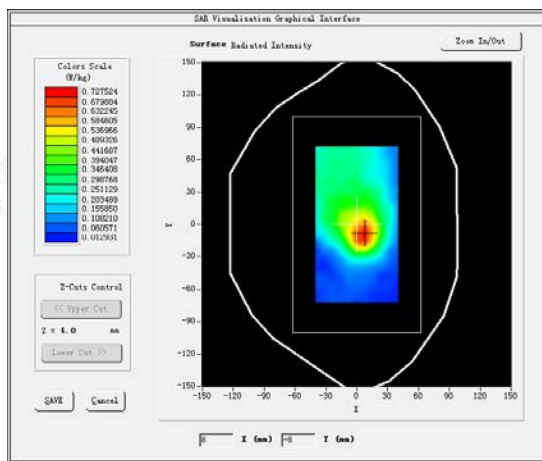 SAR Visualisation Graphical Interface
Surface Radiated Intensity
Zoom In/Out
Colors Scale
(W/kg)
0.727524
0.679884
0.632245
0.584605
0.536966
0.489326
0.441687
0.394047
0.346408
0.298768
0.251129
0.203489
0.155850
0.108210
0.060571
0.012931
Z-Cuts Control
<< Upper Cut
Z = 4.0 mm
Lower Cut >>
SAVE
Cancel
150
120
90
60
30
0
-30
-60
-90
-120
-150
Y
-150 -120 -90 -60 -30 0 30 60 90 120 150
X
8 X (mm) -8 Y (mm)